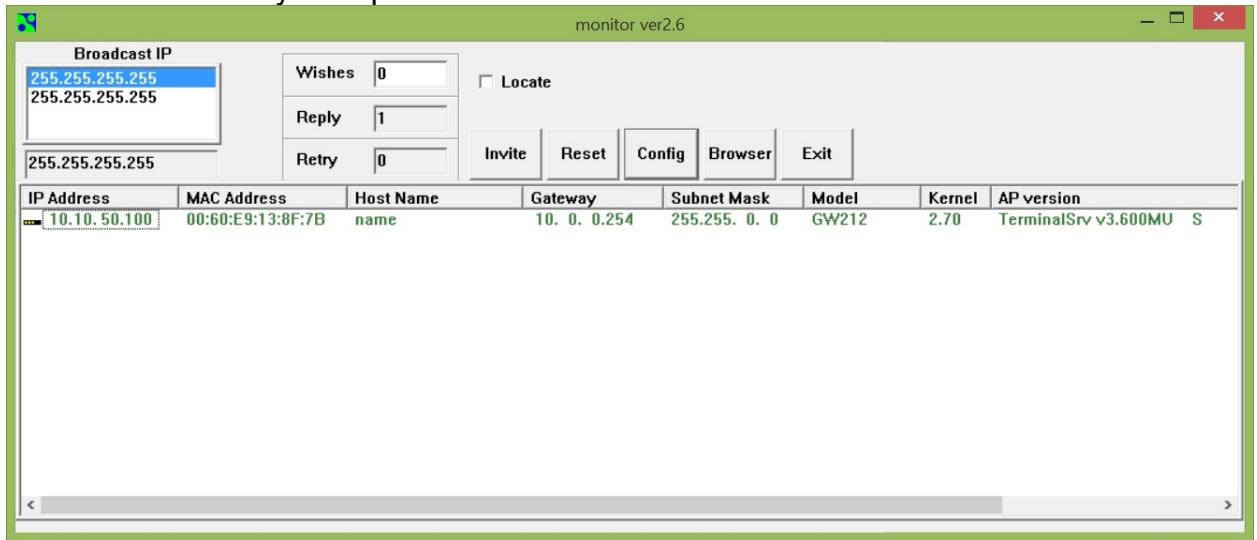 monitor ver2.6
Broadcast IP
255.255.255.255
255.255.255.255
255.255.255.255
Wishes 0
Reply 1
Retry 0
Locate
Invite Reset Config Browser Exit
IP Address MAC Address Host Name Gateway Subnet Mask Model Kernel AP version
10.10. 50.100 00:60:E9:13:8F:7B name 10. 0. 0.254 255.255. 0. 0 GW212 2.70 TerminalSrv v3.600MU S